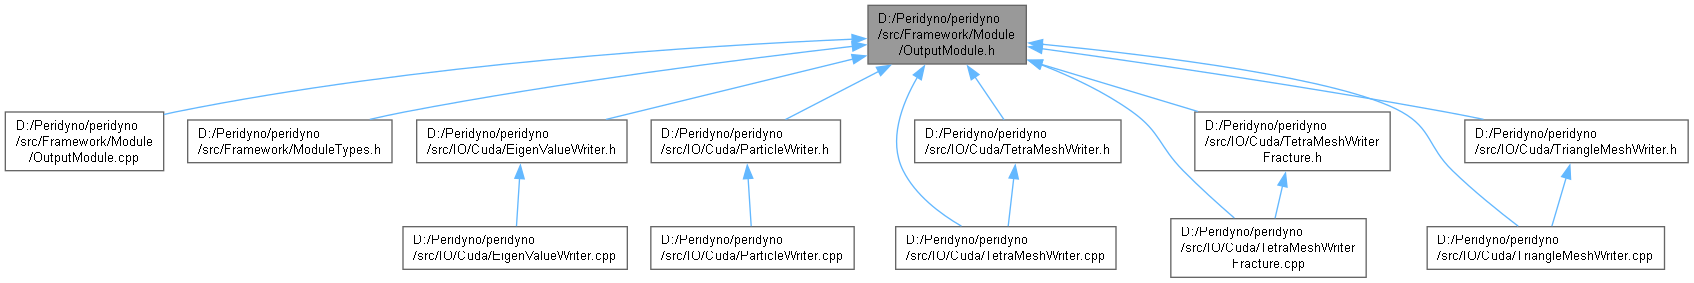 D:/Peridyno/peridyno
/src/Framework/Module
/OutputModule.h
D:/Peridyno/peridyno
/src/Framework/Module
/OutputModule.cpp
D:/Peridyno/peridyno
/src/Framework/ModuleTypes.h
D:/Peridyno/peridyno
/src/IO/Cuda/EigenValueWriter.h
D:/Peridyno/peridyno
/src/IO/Cuda/ParticleWriter.h
D:/Peridyno/peridyno
/src/IO/Cuda/TetraMeshWriter.h
D:/Peridyno/peridyno
/src/IO/Cuda/TetraMeshWriter
Fracture.h
D:/Peridyno/peridyno
/src/IO/Cuda/TriangleMeshWriter.h
D:/Peridyno/peridyno
/src/IO/Cuda/EigenValueWriter.cpp
D:/Peridyno/peridyno
/src/IO/Cuda/ParticleWriter.cpp
D:/Peridyno/peridyno
/src/IO/Cuda/TetraMeshWriter.cpp
D:/Peridyno/peridyno
/src/IO/Cuda/TetraMeshWriter
Fracture.cpp
D:/Peridyno/peridyno
/src/IO/Cuda/TriangleMeshWriter.cpp